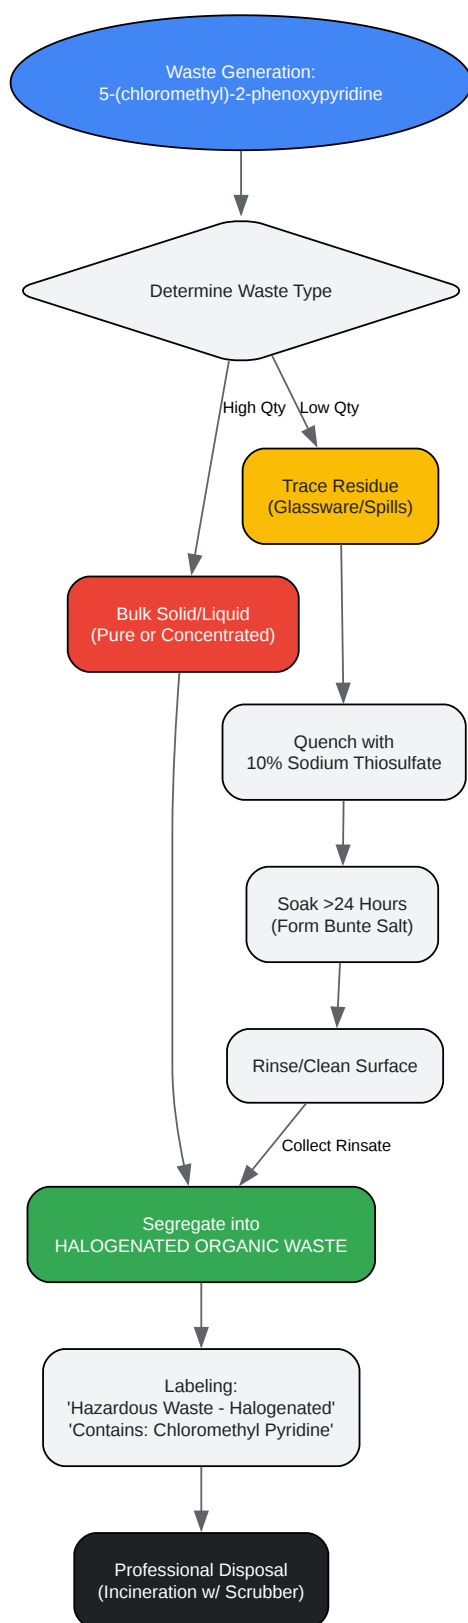 Waste Generation:
5-(chloromethyl)-2-phenoxypyridine
Determine Waste Type
High Qty
Low Qty
Trace Residue
(Glassware/Spills)
Bulk Solid/Liquid
(Pure or Concentrated)
Quench with
10% Sodium Thiosulfate
Soak >24 Hours
(Form Bunte Salt)
Rinse/Clean Surface
Collect Rinsate
Segregate into
HALOGENATED ORGANIC WASTE
Labeling:
'Hazardous Waste - Halogenated'
'Contains: Chloromethyl Pyridine'
Professional Disposal
(Incineration w/ Scrubber)